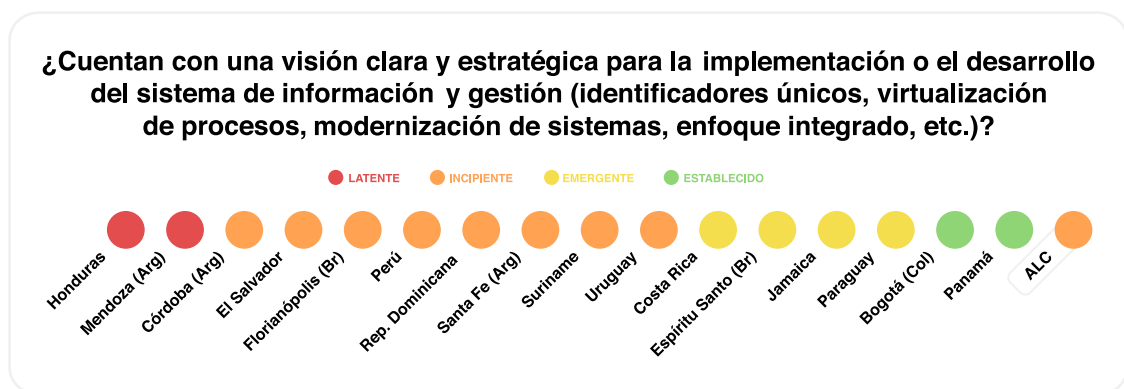 ¿Cuentan con una visión clara y estratégica para la implementación o el desarrollo
del sistema de información y gestión (identificadores únicos, virtualización
de procesos, modernización de sistemas, enfoque integrado, etc.)?
LATENTE INCIPIENTE EMERGENTE ESTABLECIDO
Honduras
Mendoza (Arg)
Córdoba (Arg)
El Salvador
Florianópolis (Br)
Perú
Rep. Dominicana
Santa Fe (Arg)
Suriname
Uruguay
Costa Rica
Espíritu Santo (Br)
Jamaica
Paraguay
Bogotá (Col)
Panamá
ALC